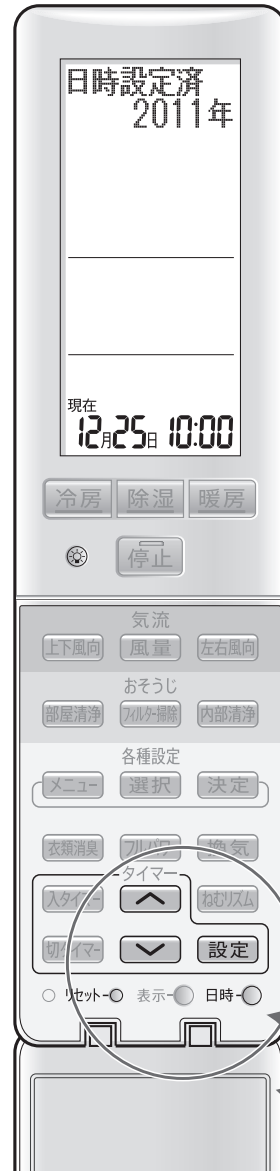 日時設定済
2011年
現在
12月25日 10:00
冷房 除湿 暖房
停止
気流
上下風向 風量 左右風向
おそうじ
部屋清浄 フィルター掃除 内部清浄
各種設定
メニュー 選択 決定
衣類消臭 フルパワー 換気
タイマー
入タイマー ねむリズム
切タイマー 設定
リセット 表示 日時